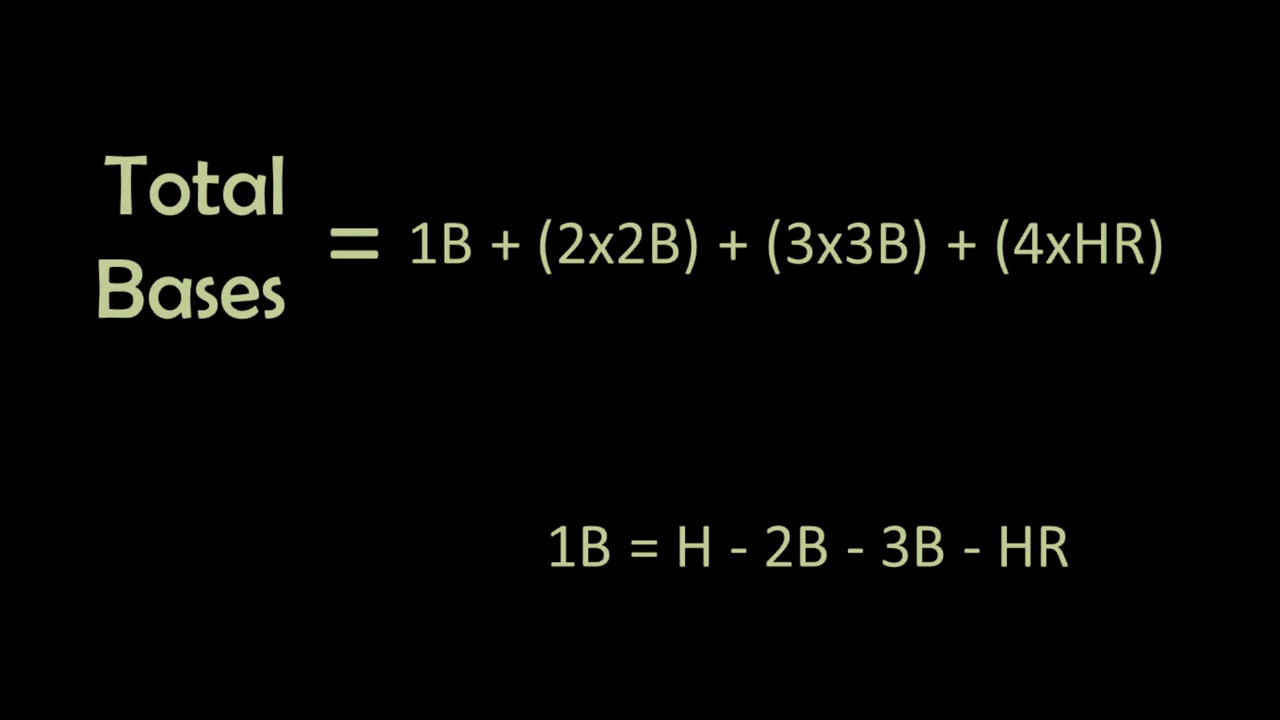 Total
Bases
= 1B + (2x2B) + (3x3B) + (4xHR)
1B = H - 2B - 3B - HR